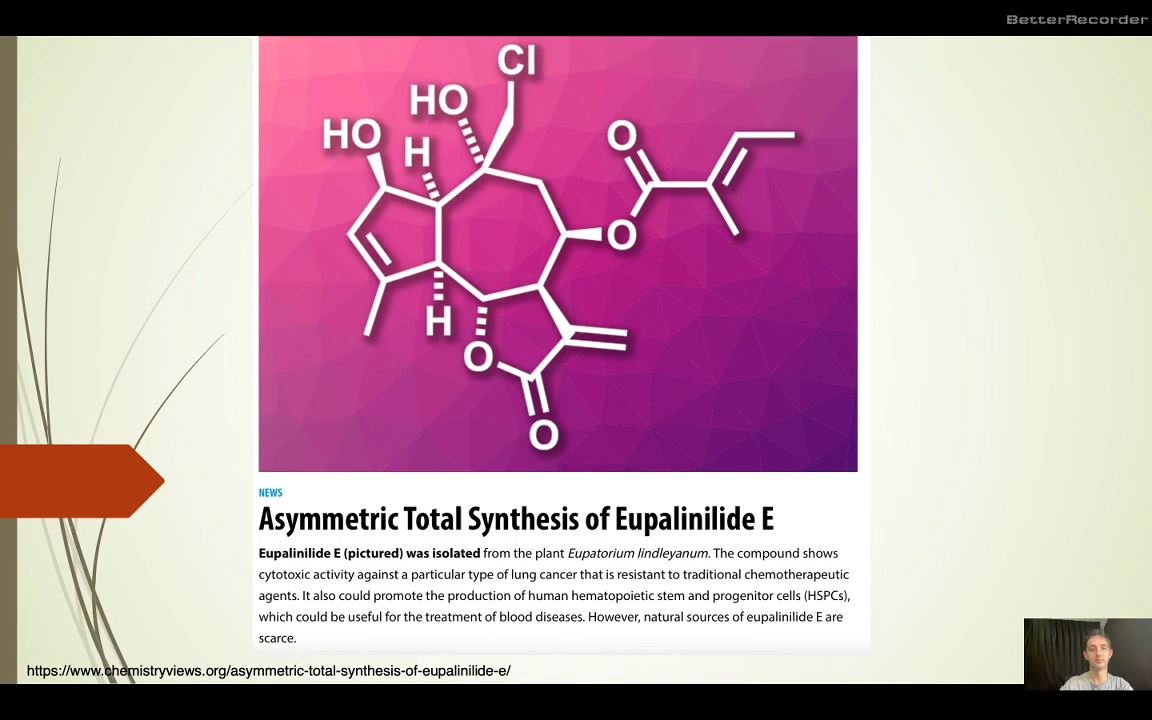 BetterRecorder
Cl
HO
HO
H
O
O
H
O
O
NEWS
Asymmetric Total Synthesis of Eupalinilide E
Eupalinilide E (pictured) was isolated from the plant Eupatorium lindleyanum. The compound shows
cytotoxic activity against a particular type of lung cancer that is resistant to traditional chemotherapeutic
agents. It also could promote the production of human hematopoietic stem and progenitor cells (HSPCs),
which could be useful for the treatment of blood diseases. However, natural sources of eupalinilide E are
scarce.
https://www.chemistryviews.org/asymmetric-total-synthesis-of-eupalinilide-e/